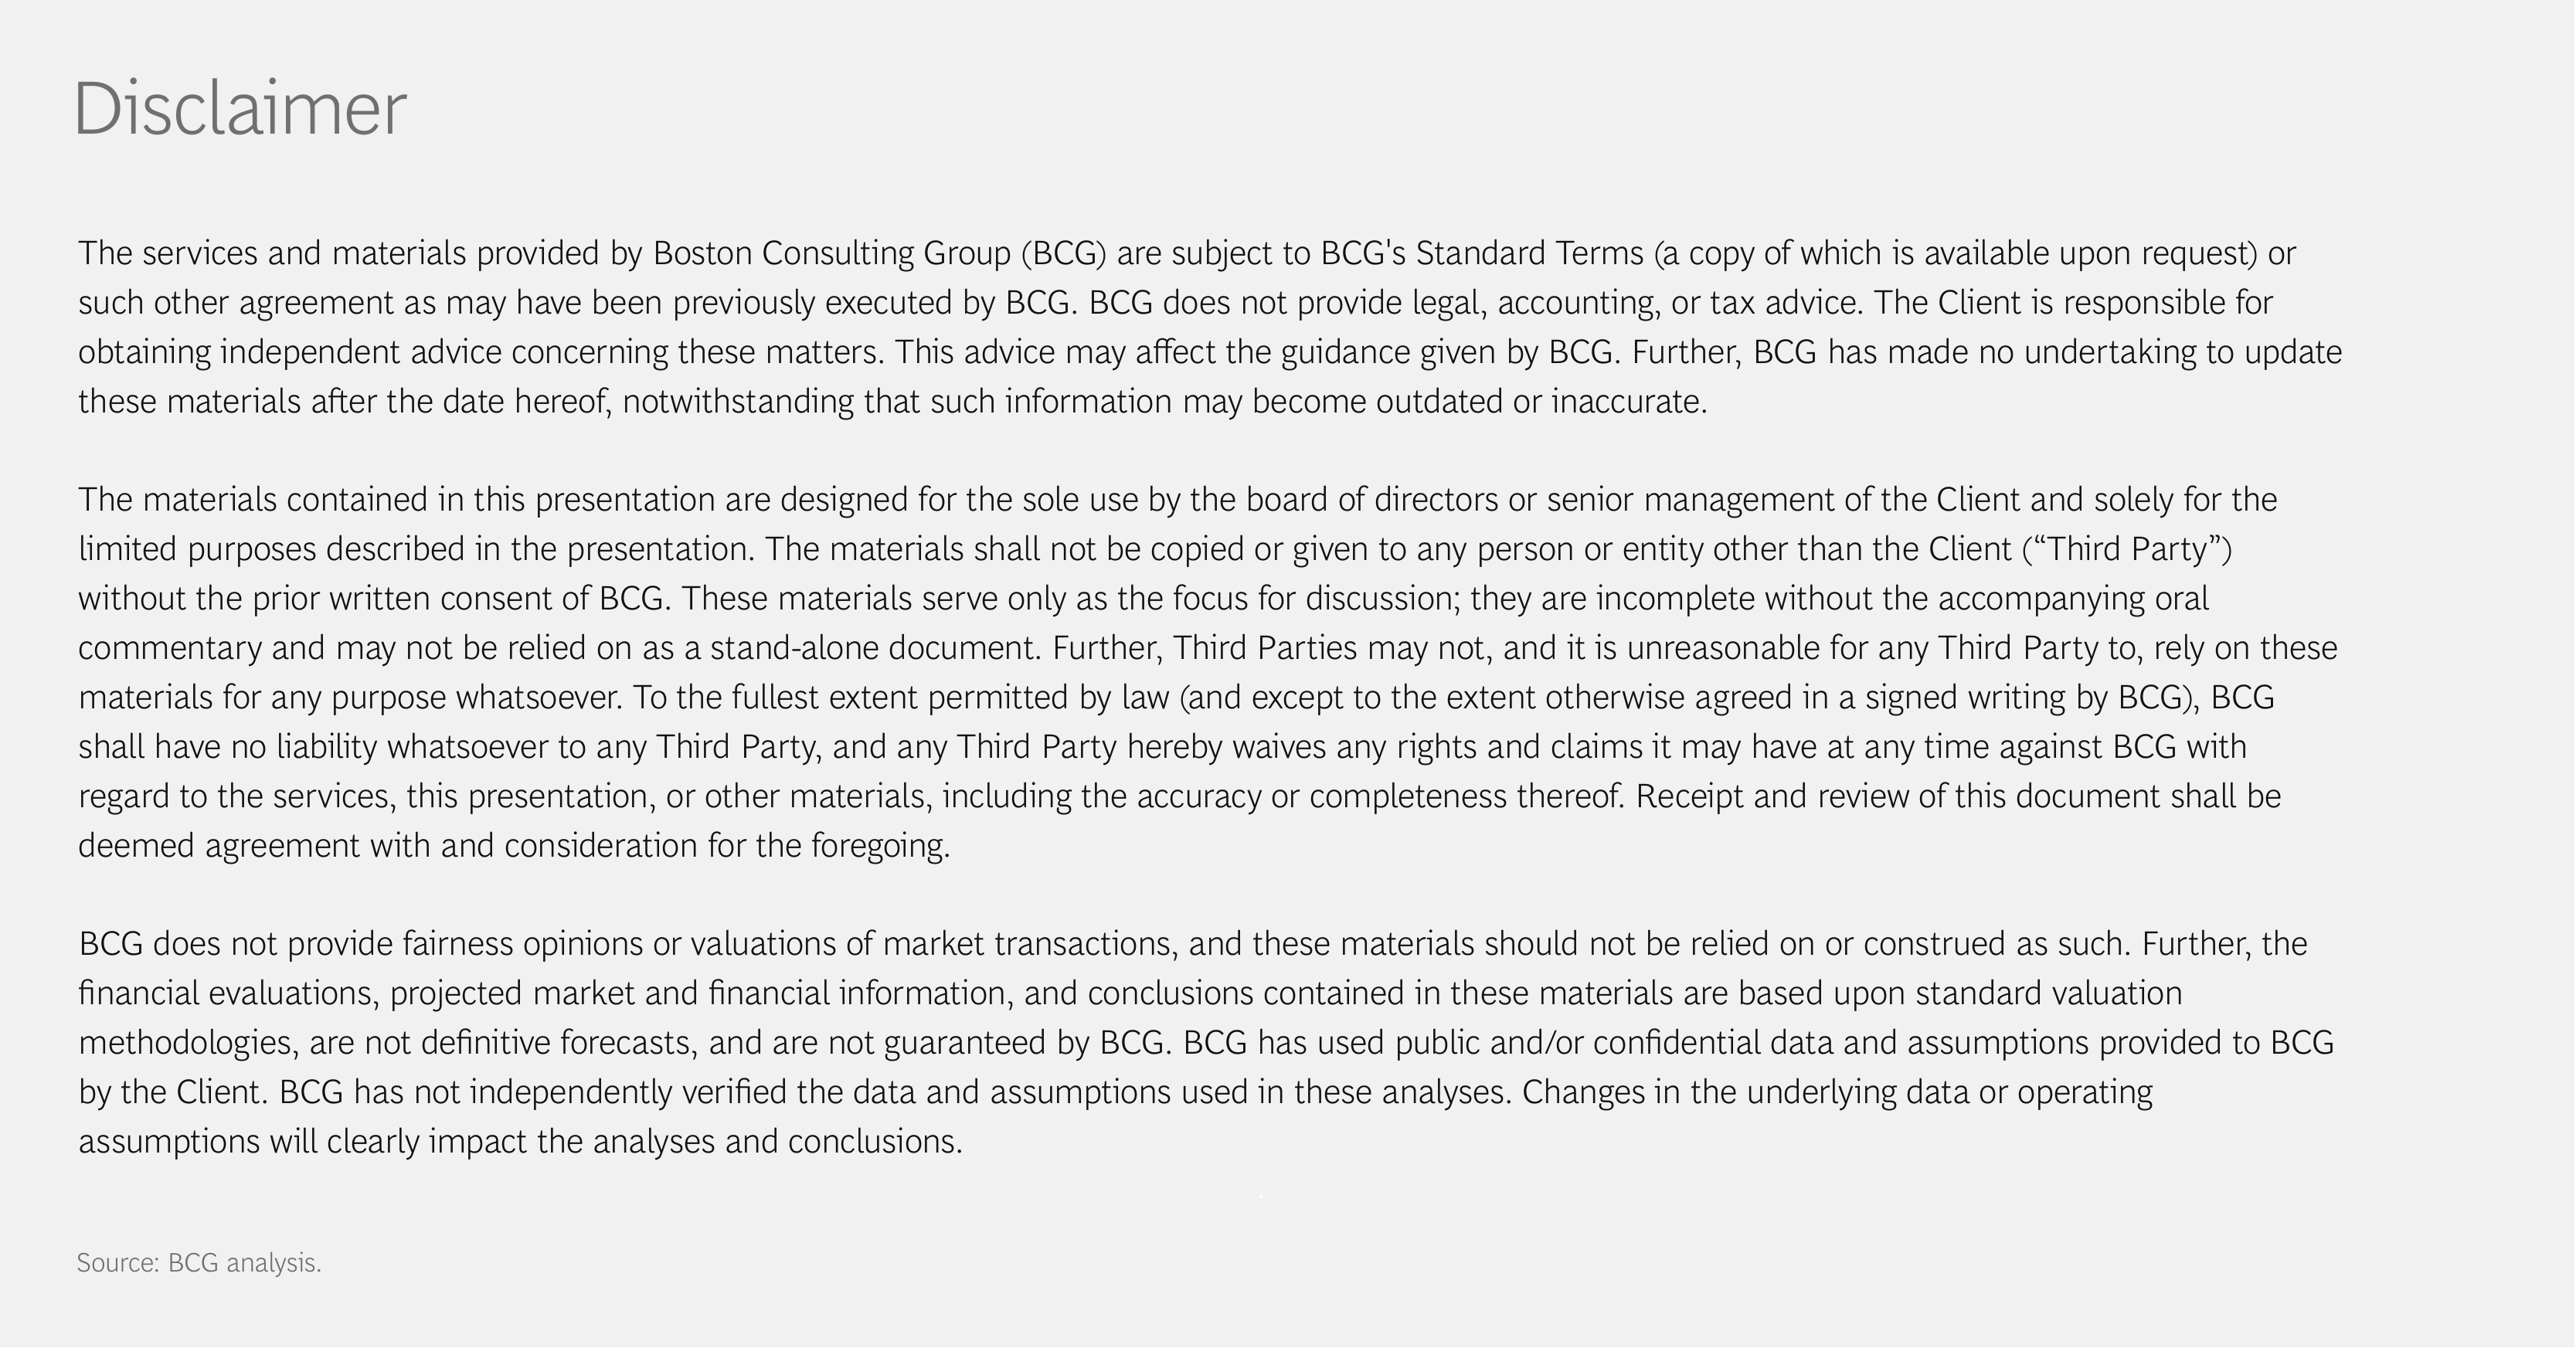 Disclaimer
The services and materials provided by Boston Consulting Group (BCG) are subject to BCG's Standard Terms (a copy of which is available upon request) or
such other agreement as may have been previously executed by BCG. BCG does not provide legal, accounting, or tax advice. The Client is responsible for
obtaining independent advice concerning these matters. This advice may affect the guidance given by BCG. Further, BCG has made no undertaking to update
these materials after the date hereof, notwithstanding that such information may become outdated or inaccurate.
The materials contained in this presentation are designed for the sole use by the board of directors or senior management of the Client and solely for the
limited purposes described in the presentation. The materials shall not be copied or given to any person or entity other than the Client (“Third Party”)
without the prior written consent of BCG. These materials serve only as the focus for discussion; they are incomplete without the accompanying oral
commentary and may not be relied on as a stand-alone document. Further, Third Parties may not, and it is unreasonable for any Third Party to, rely on these
materials for any purpose whatsoever. To the fullest extent permitted by law (and except to the extent otherwise agreed in a signed writing by BCG), BCG
shall have no liability whatsoever to any Third Party, and any Third Party hereby waives any rights and claims it may have at any time against BCG with
regard to the services, this presentation, or other materials, including the accuracy or completeness thereof. Receipt and review of this document shall be
deemed agreement with and consideration for the foregoing.
BCG does not provide fairness opinions or valuations of market transactions, and these materials should not be relied on or construed as such. Further, the
financial evaluations, projected market and financial information, and conclusions contained in these materials are based upon standard valuation
methodologies, are not definitive forecasts, and are not guaranteed by BCG. BCG has used public and/or confidential data and assumptions provided to BCG
by the Client. BCG has not independently verified the data and assumptions used in these analyses. Changes in the underlying data or operating
assumptions will clearly impact the analyses and conclusions.
Source: BCG analysis.